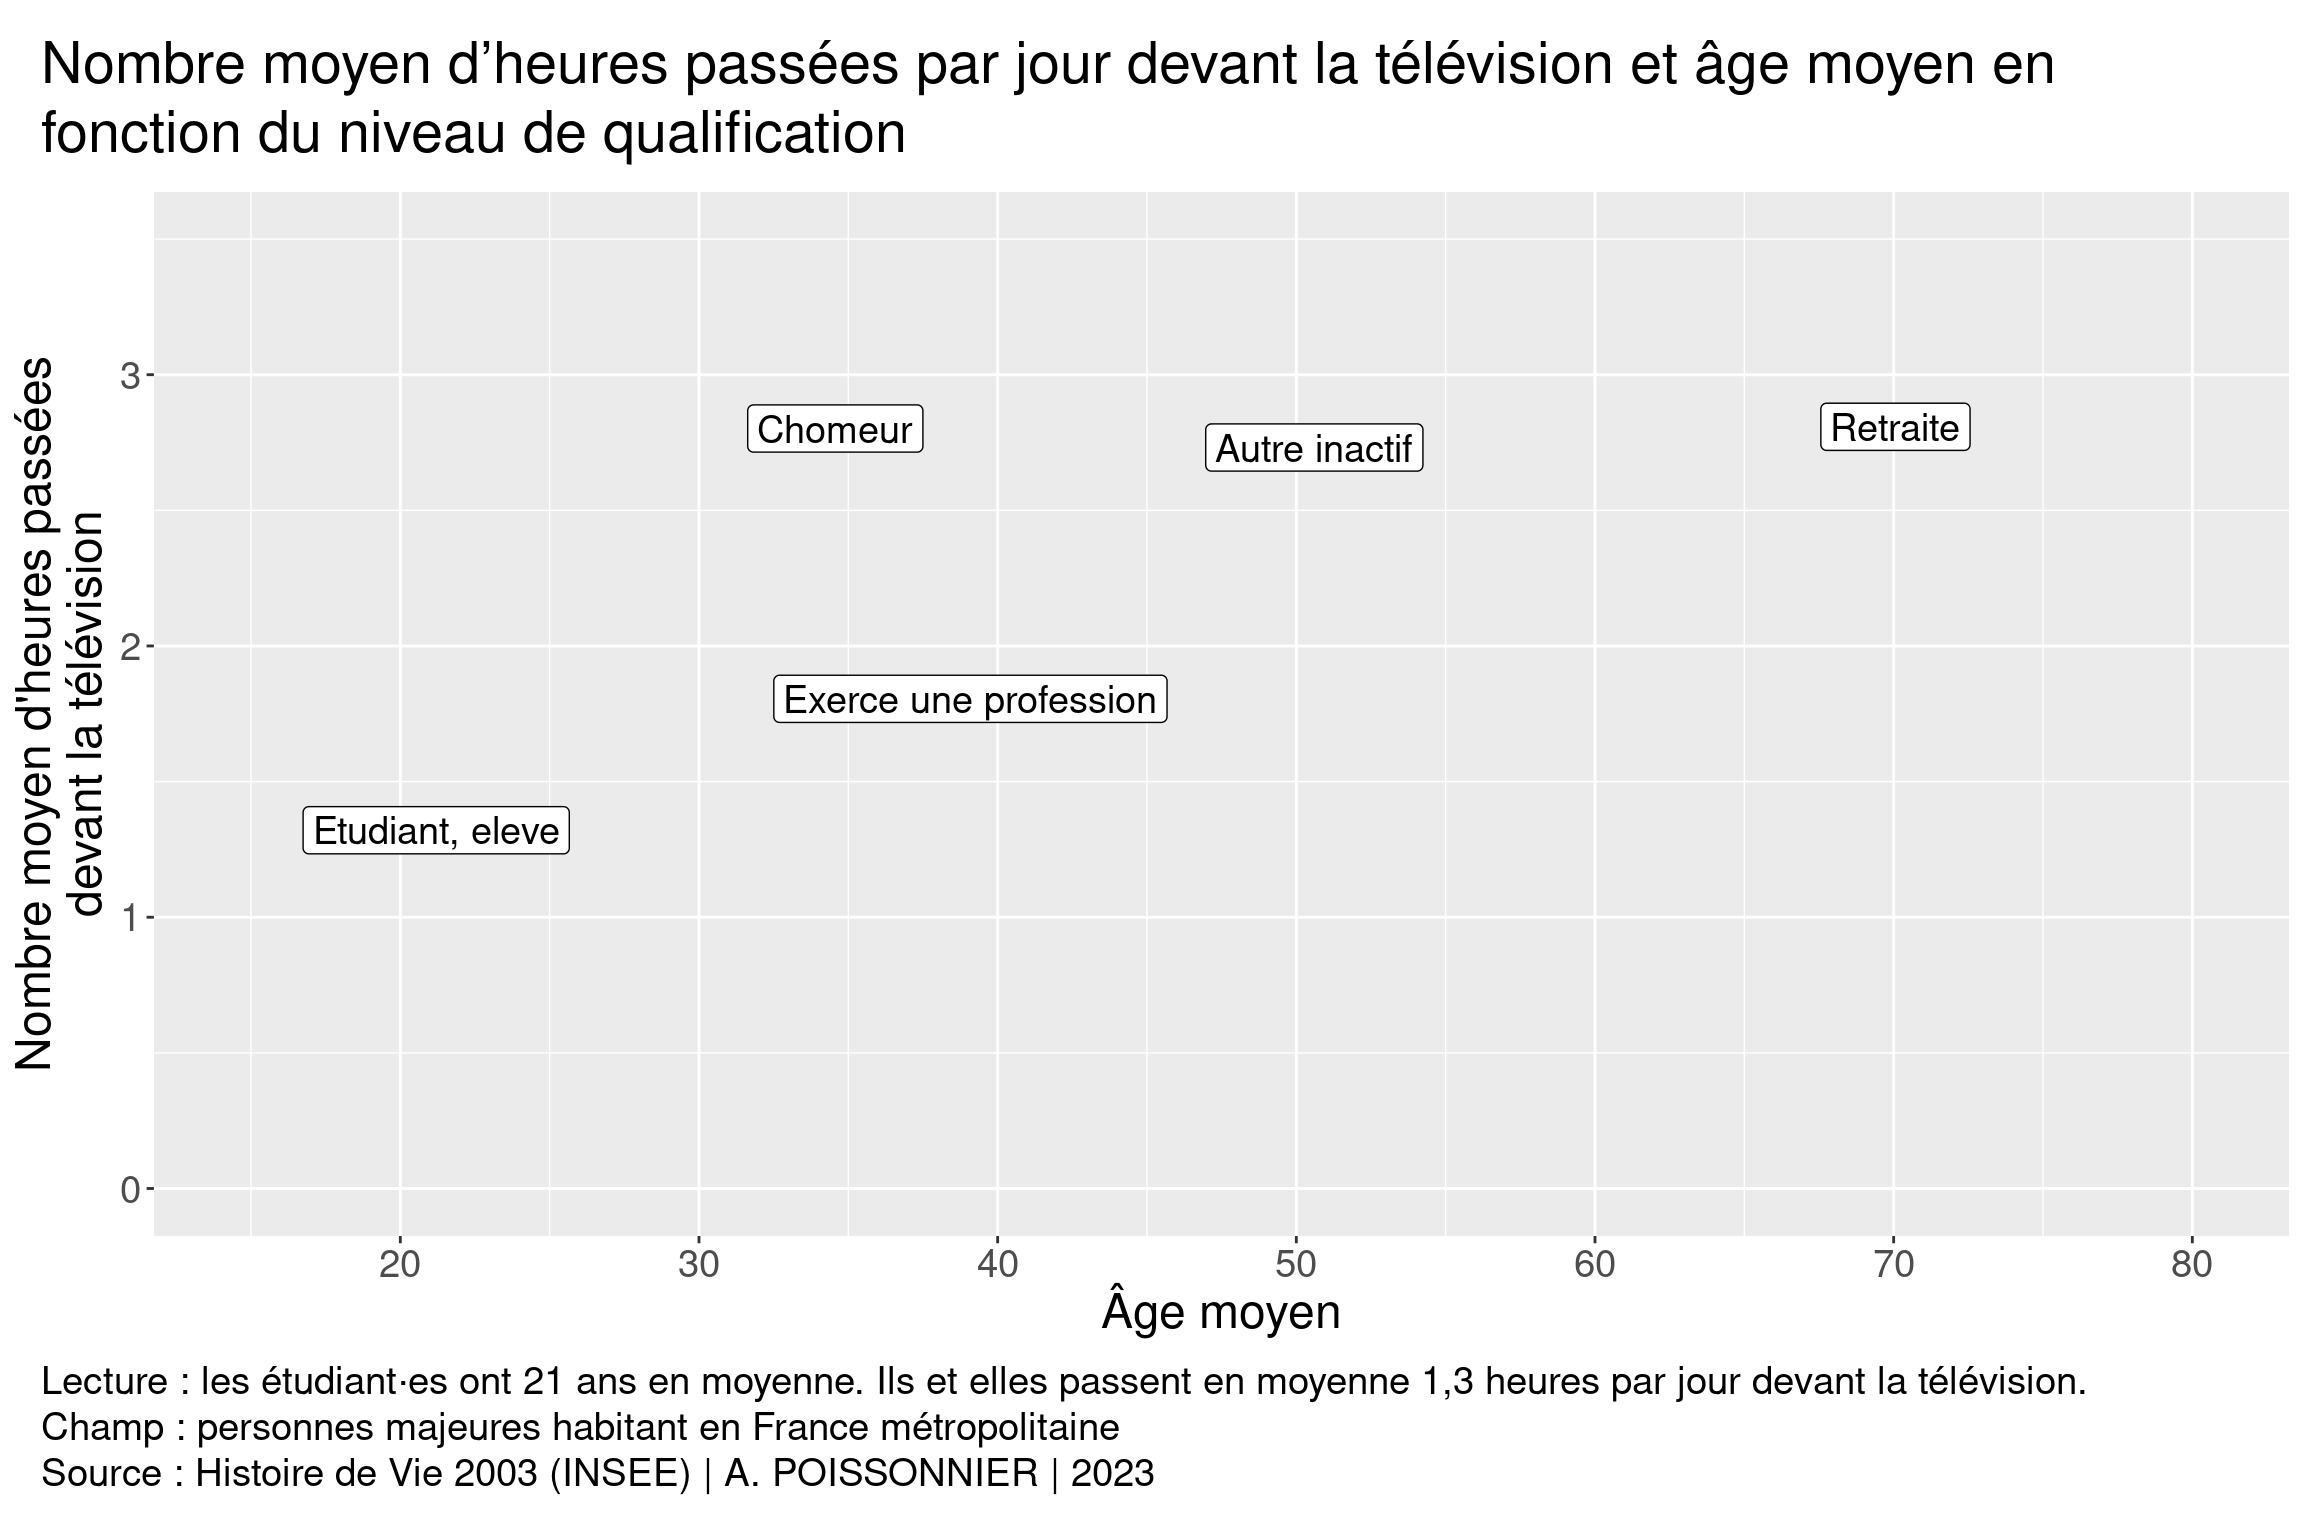 Nombre moyen d’heures passées par jour devant la télévision et âge moyen en
fonction du niveau de qualification
Nombre moyen d'heures passées
devant la télévision
3
2
1
0
Chomeur
Autre inactif
Retraite
Exerce une profession
Etudiant, eleve
20
30
40
50
60
70
80
Âge moyen
Lecture : les étudiant·es ont 21 ans en moyenne. Ils et elles passent en moyenne 1,3 heures par jour devant la télévision.
Champ : personnes majeures habitant en France métropolitaine
Source : Histoire de Vie 2003 (INSEE) | A. POISSONNIER | 2023